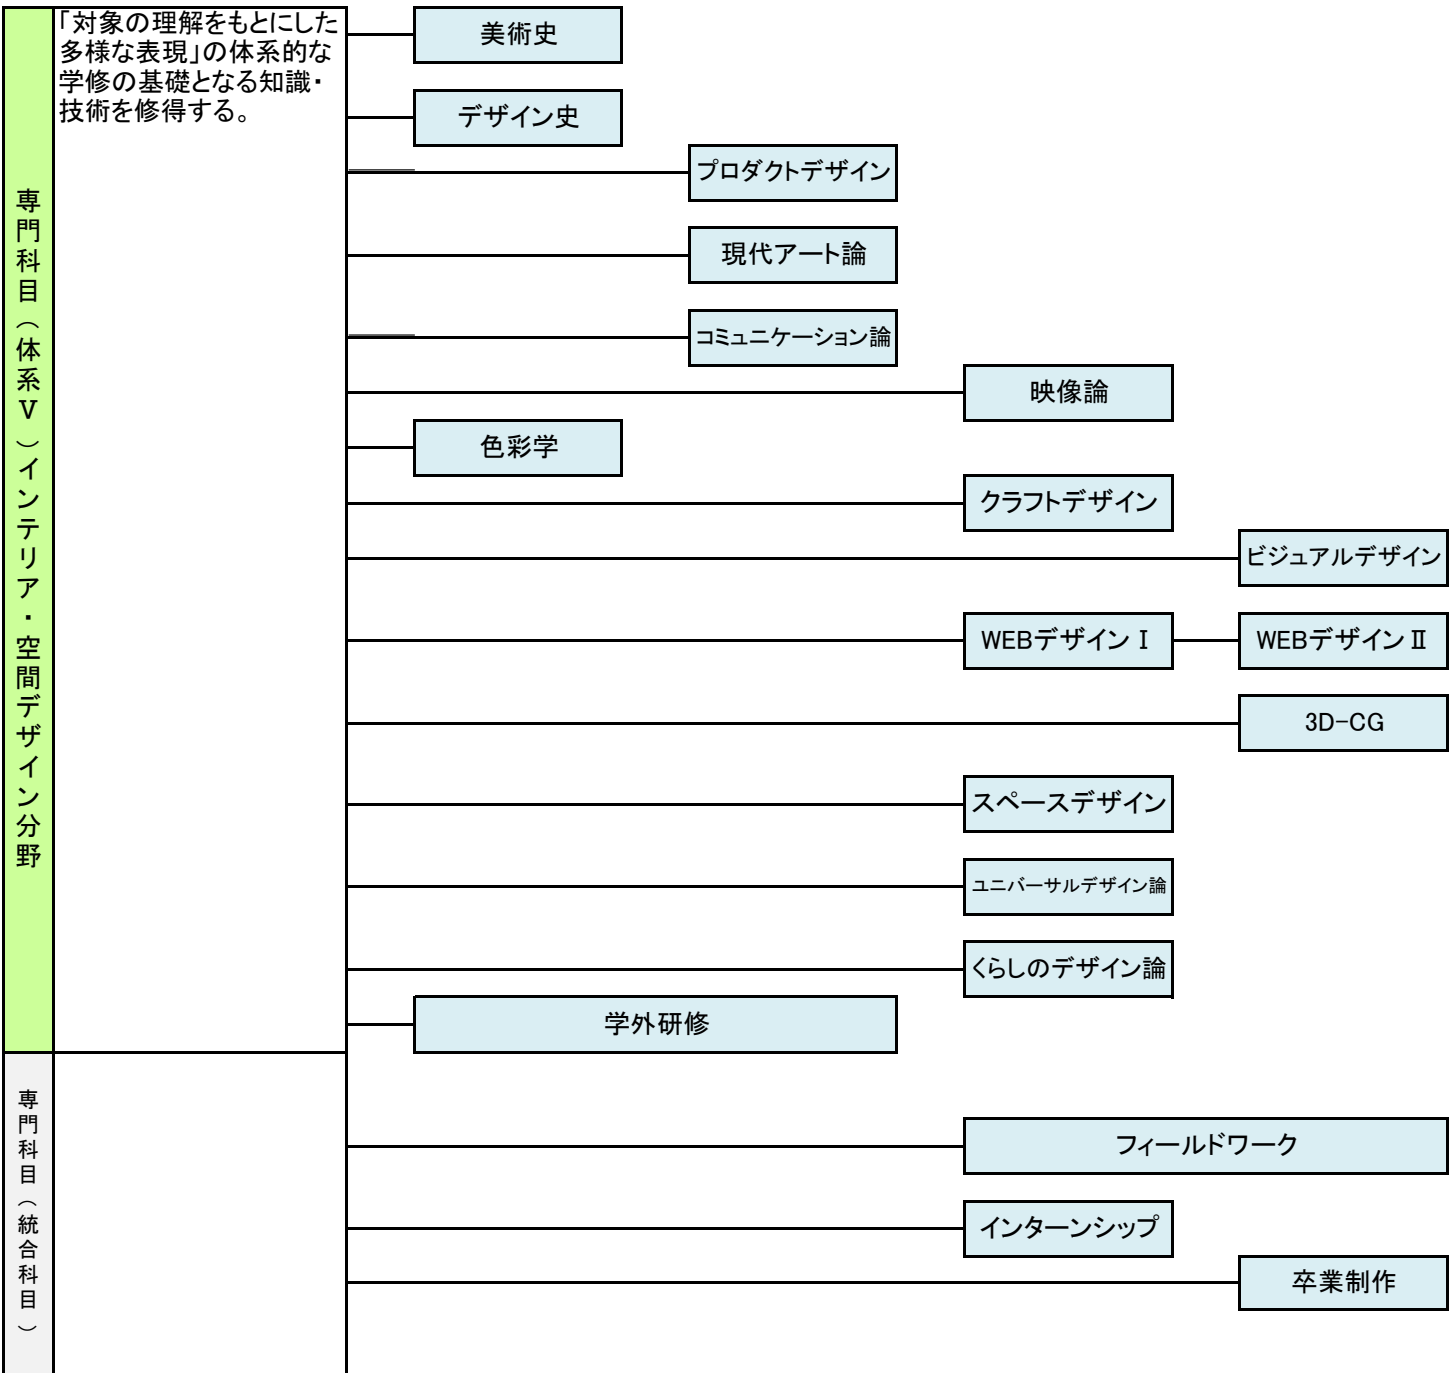 専門科目（体系Ⅴ）インテリア・空間デザイン分野
「対象の理解をもとにした
多様な表現」の体系的な
学修の基礎となる知識・
技術を修得する。
美術史
デザイン史
プロダクトデザイン
現代アート論
コミュニケーション論
映像論
色彩学
クラフトデザイン
ビジュアルデザイン
WEBデザインⅠ
WEBデザインⅡ
3D-CG
スペースデザイン
ユニバーサルデザイン論
くらしのデザイン論
学外研修
専門科目（統合科目）
フィールドワーク
インターンシップ
卒業制作